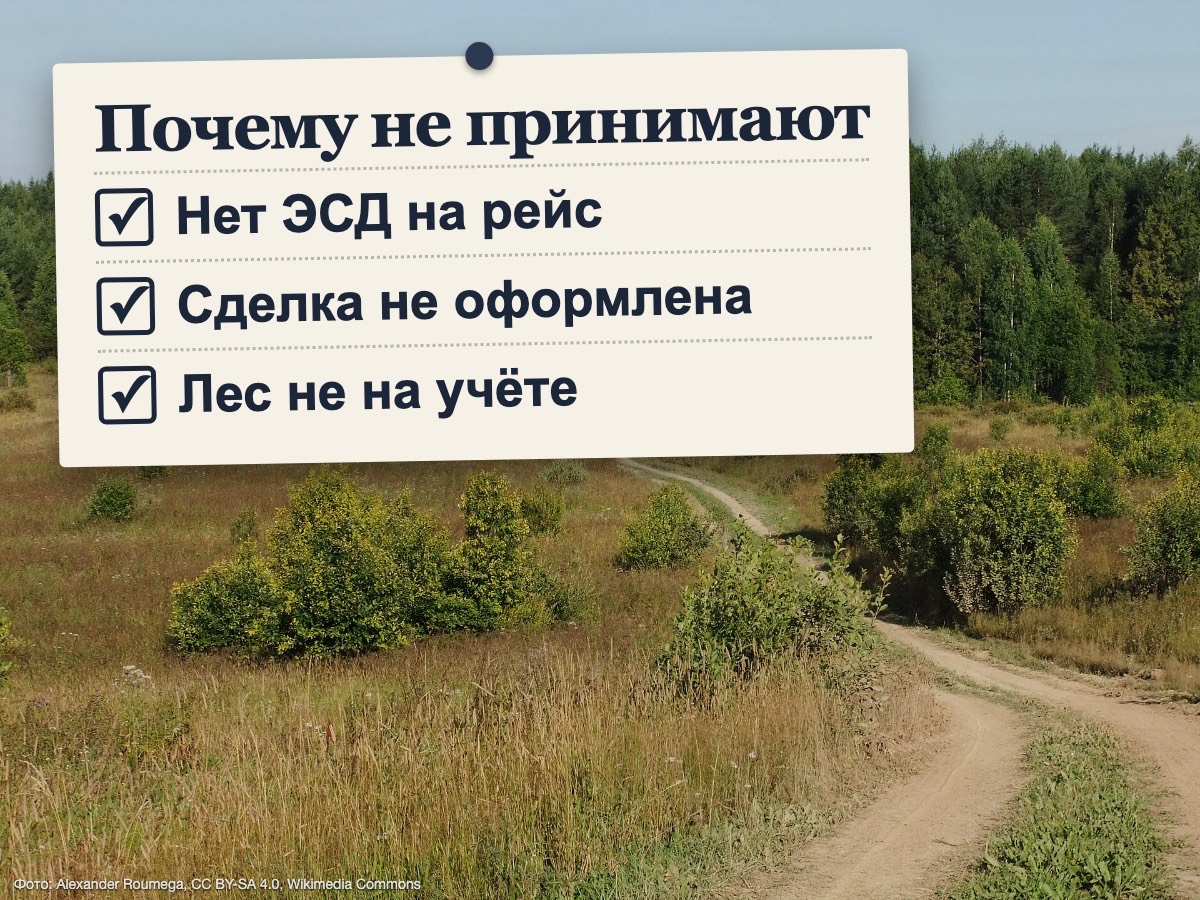 Почему не принимают
Нет ЭСД на рейс
Сделка не оформлена
Лес не на учёте
Фото: Alexander Roumega, CC BY-SA 4.0, Wikimedia Commons